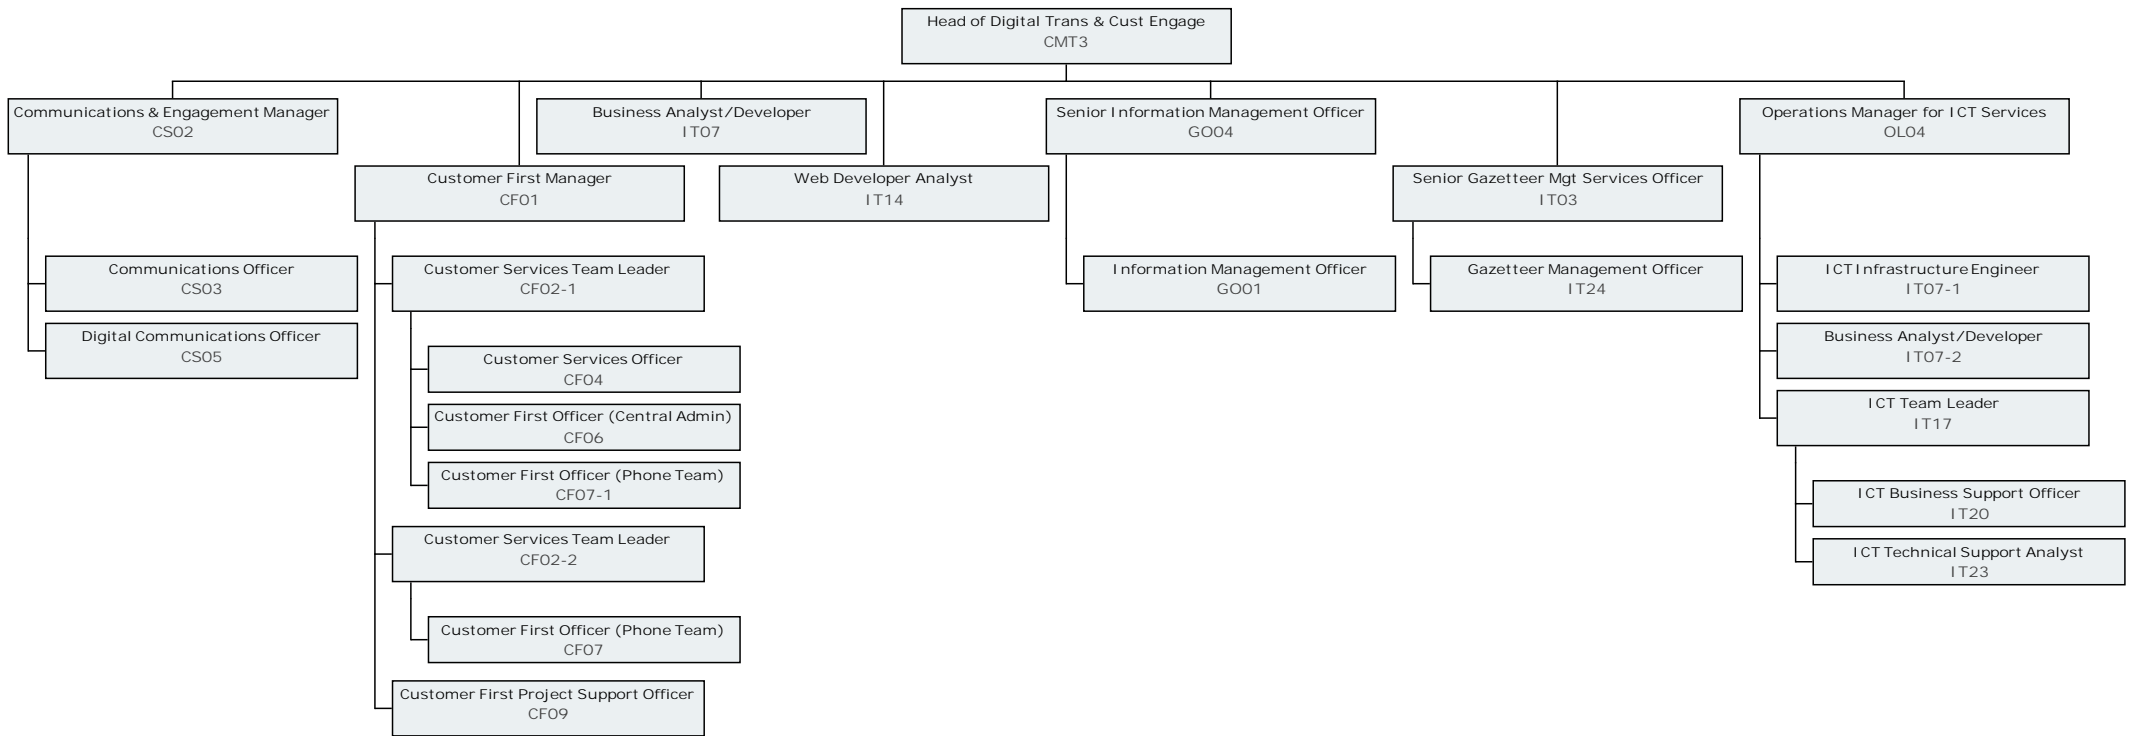 Head of Digital Trans & Cust Engage
CMT3
Communications & Engagement Manager
CS02
Business Analyst/Developer
IT07
Senior Information Management Officer
GO04
Operations Manager for ICT Services
OL04
Customer First Manager
CF01
Web Developer Analyst
IT14
Senior Gazetteer Mgt Services Officer
IT03
Communications Officer
CS03
Digital Communications Officer
CS05
Customer Services Team Leader
CF02-1
Customer Services Officer
CF04
Customer First Officer (Central Admin)
CF06
Customer First Officer (Phone Team)
CF07-1
Customer Services Team Leader
CF02-2
Customer First Officer (Phone Team)
CF07
Customer First Project Support Officer
CF09
Information Management Officer
GO01
Gazetteer Management Officer
IT24
ICT Infrastructure Engineer
IT07-1
Business Analyst/Developer
IT07-2
ICT Team Leader
IT17
ICT Business Support Officer
IT20
ICT Technical Support Analyst
IT23